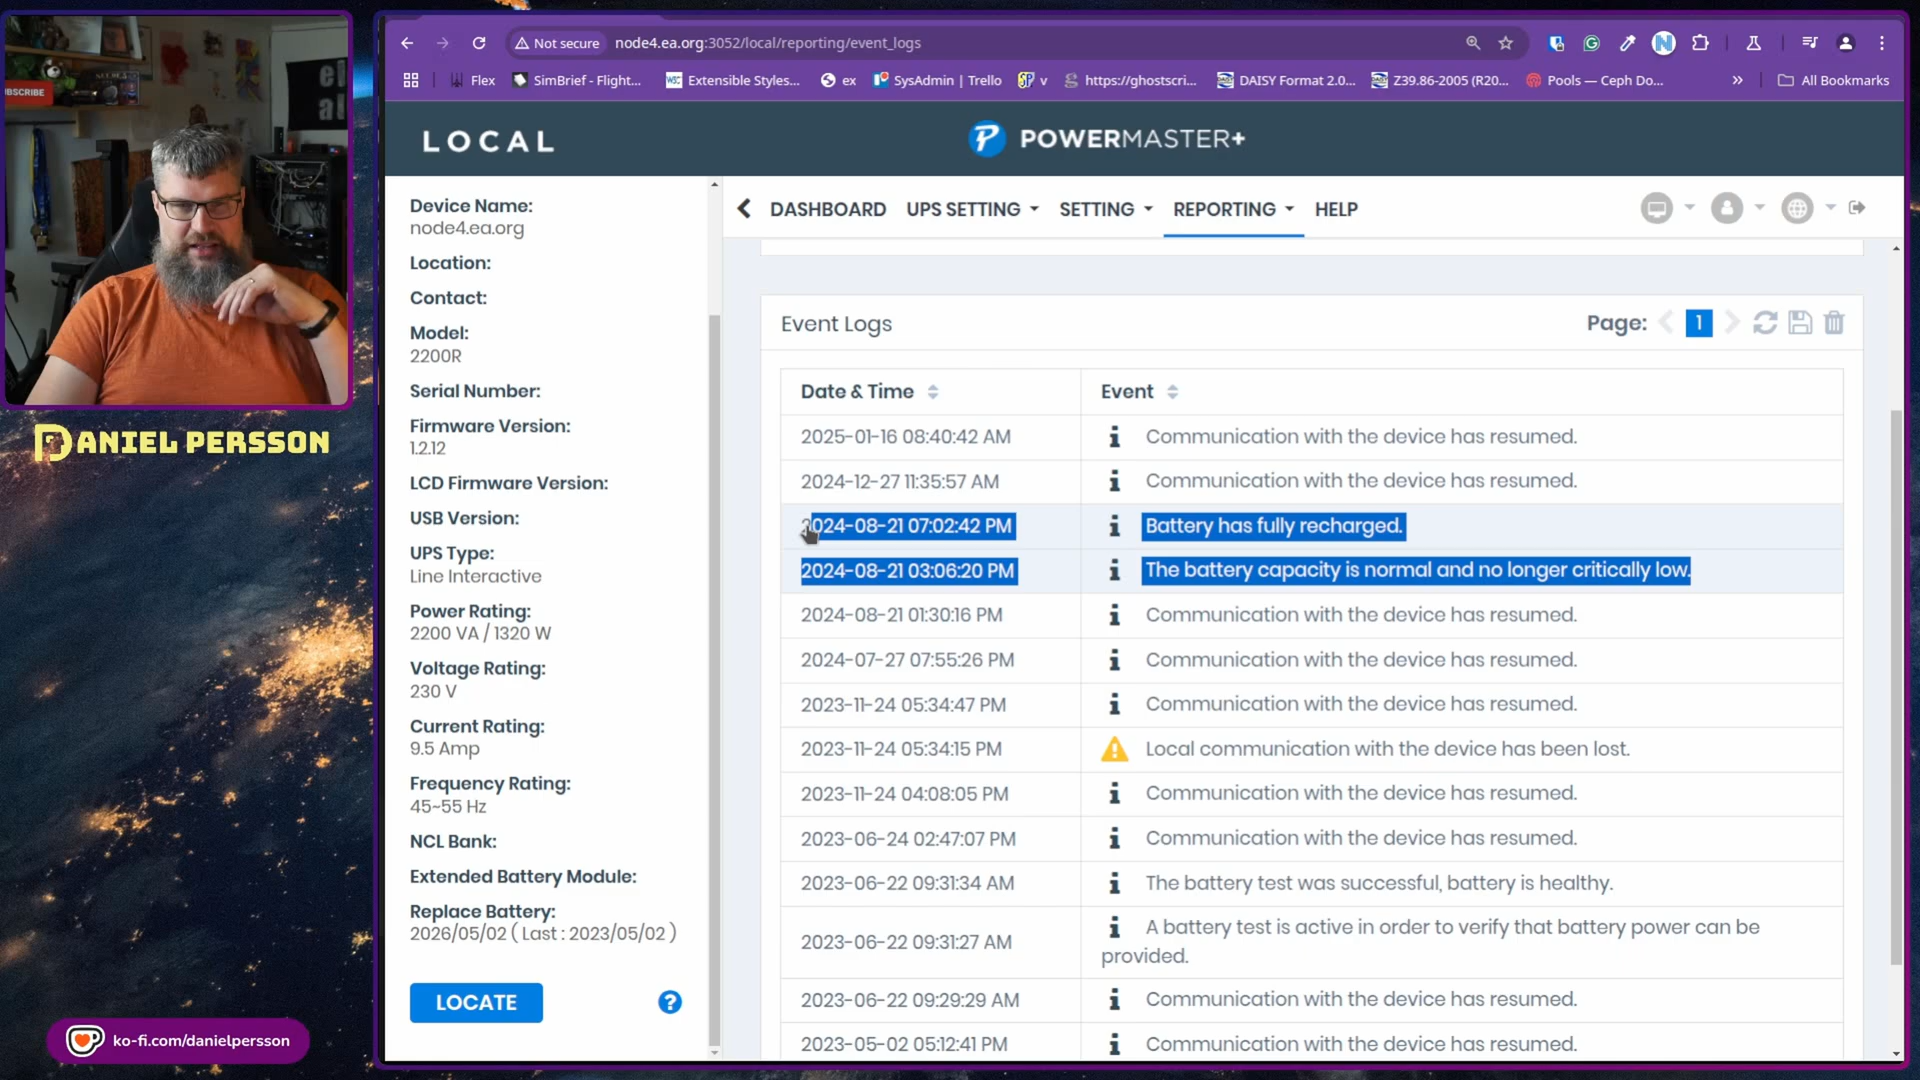 SUBSCRIBE
DANIEL PERSSON
ko-fi.com/danielpersson
Not secure
node4.ea.org:3052/local/reporting/event_logs
Flex
SimBrief - Flight...
Extensible Styles...
ex
SysAdmin | Trello
v
https://ghostscri...
DAISY Format 2.0...
Z39.86-2005 (R20...
Pools — Ceph Do...
»
All Bookmarks
LOCAL
POWERMASTER+
Device Name:
node4.ea.org
Location:
Contact:
Model:
2200R
Serial Number:
Firmware Version:
1.2.12
LCD Firmware Version:
USB Version:
UPS Type:
Line Interactive
Power Rating:
2200 VA / 1320 W
Voltage Rating:
230 V
Current Rating:
9.5 Amp
Frequency Rating:
45~55 Hz
NCL Bank:
Extended Battery Module:
Replace Battery:
2026/05/02 ( Last : 2023/05/02 )
LOCATE
?
DASHBOARD UPS SETTING SETTING REPORTING HELP
Event Logs
Page: 1
Date & Time Event
2025-01-16 08:40:42 AM Communication with the device has resumed.
2024-12-27 11:35:57 AM Communication with the device has resumed.
2024-08-21 07:02:42 PM Battery has fully recharged.
2024-08-21 03:06:20 PM The battery capacity is normal and no longer critically low.
2024-08-21 01:30:16 PM Communication with the device has resumed.
2024-07-27 07:55:26 PM Communication with the device has resumed.
2023-11-24 05:34:47 PM Communication with the device has resumed.
2023-11-24 05:34:15 PM Local communication with the device has been lost.
2023-11-24 04:08:05 PM Communication with the device has resumed.
2023-06-24 02:47:07 PM Communication with the device has resumed.
2023-06-22 09:31:34 AM The battery test was successful, battery is healthy.
2023-06-22 09:31:27 AM A battery test is active in order to verify that battery power can be
provided.
2023-06-22 09:29:29 AM Communication with the device has resumed.
2023-05-02 05:12:41 PM Communication with the device has resumed.